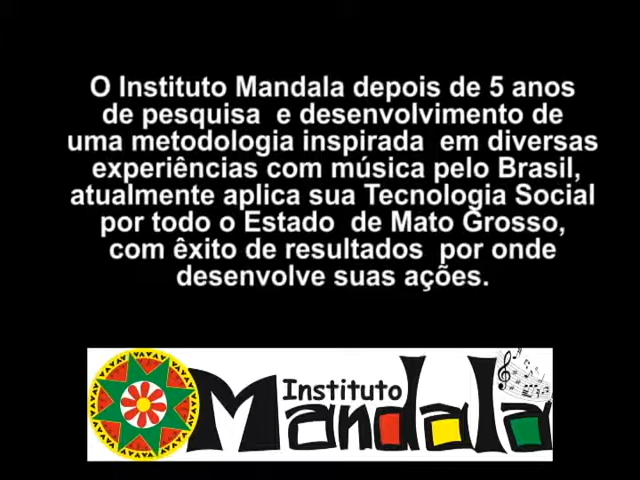 O Instituto Mandala depois de 5 anos
de pesquisa e desenvolvimento de
uma metodologia inspirada em diversas
experiências com música pelo Brasil,
atualmente aplica sua Tecnologia Social
por todo o Estado de Mato Grosso,
com êxito de resultados por onde
desenvolve suas ações.
Instituto
Mandala